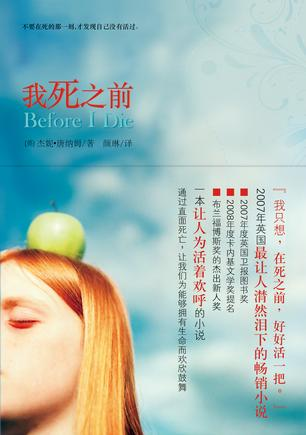 不要在死的那一刻,才发现自己没有活过。
我死之前
Before I Die
[英] 杰妮·唐纳姆/著 颜琳/译
『我只想，在死之前，好好活一把。』
2007年英国最让人潸然泪下的畅销小说
■2007年度英国卫报图书奖
■2008年度卡内基文学奖提名
■布兰福博斯奖的杰出新人奖
一本让人为活着欢呼的小说
通过直面死亡，让我们为能够拥有生命而欢欣鼓舞